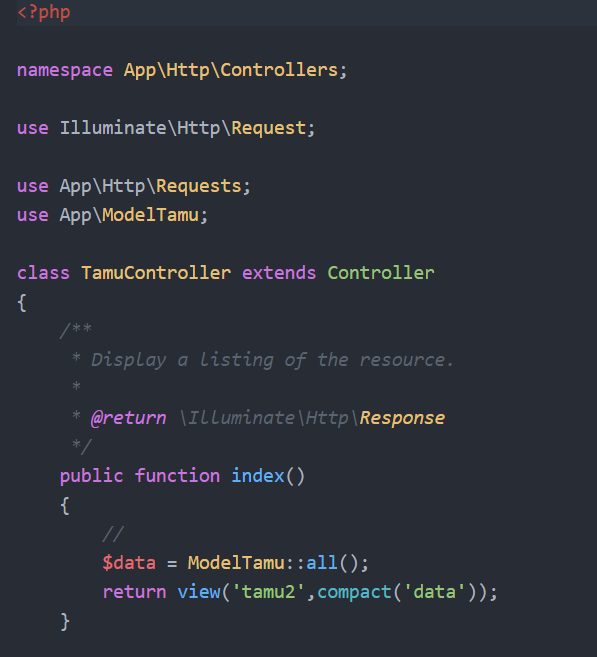 <?php
namespace App\Http\Controllers;
use Illuminate\Http\Request;
use App\Http\Requests;
use App\ModelTamu;
class TamuController extends Controller
{
/**
* Display a listing of the resource.
*
* @return \Illuminate\Http\Response
*/
public function index()
{
//
$data = ModelTamu::all();
return view('tamu2',compact('data'));
}